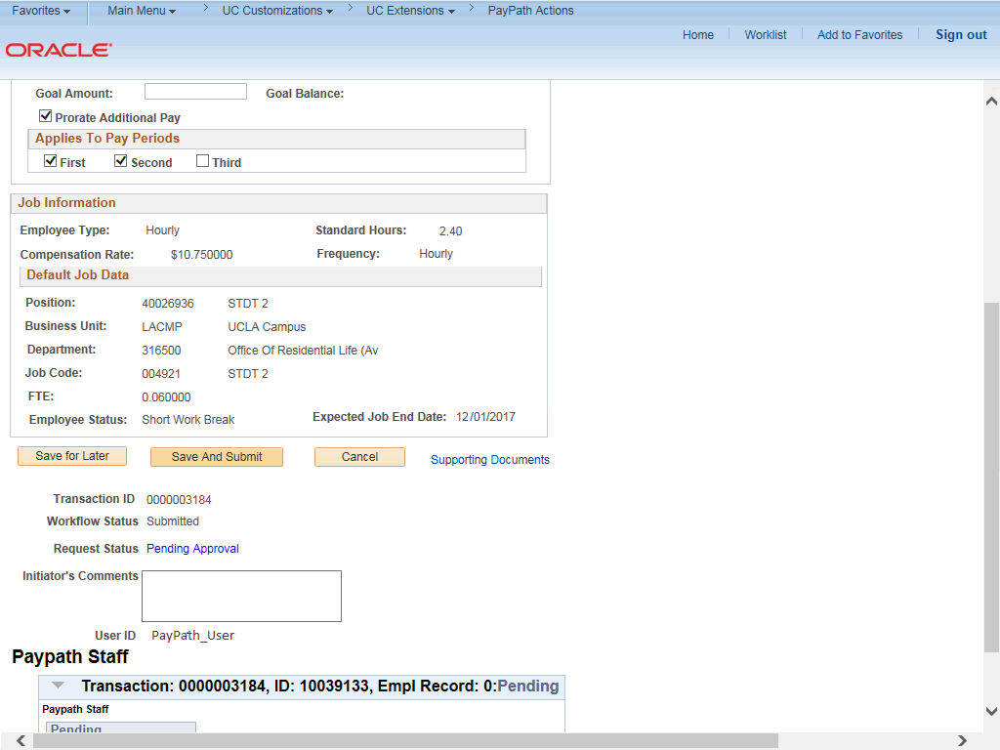 Favorites Main Menu > UC Customizations > UC Extensions > PayPath Actions
Home Worklist Add to Favorites Sign out
ORACLE
Goal Amount: Goal Balance:
Prorate Additional Pay
Applies To Pay Periods
First Second Third
Job Information
Employee Type: Hourly Standard Hours: 2.40
Compensation Rate: $10.750000 Frequency: Hourly
Default Job Data
Position: 40026936 STDT 2
Business Unit: LACMP UCLA Campus
Department: 316500 Office Of Residential Life (Av
Job Code: 004921 STDT 2
FTE: 0.060000
Employee Status: Short Work Break Expected Job End Date: 12/01/2017
Save for Later Save And Submit Cancel Supporting Documents
Transaction ID 0000003184
Workflow Status Submitted
Request Status Pending Approval
Initiator's Comments
User ID PayPath_User
Paypath Staff
Transaction: 0000003184, ID: 10039133, Empl Record: 0:Pending
Paypath Staff
Pending